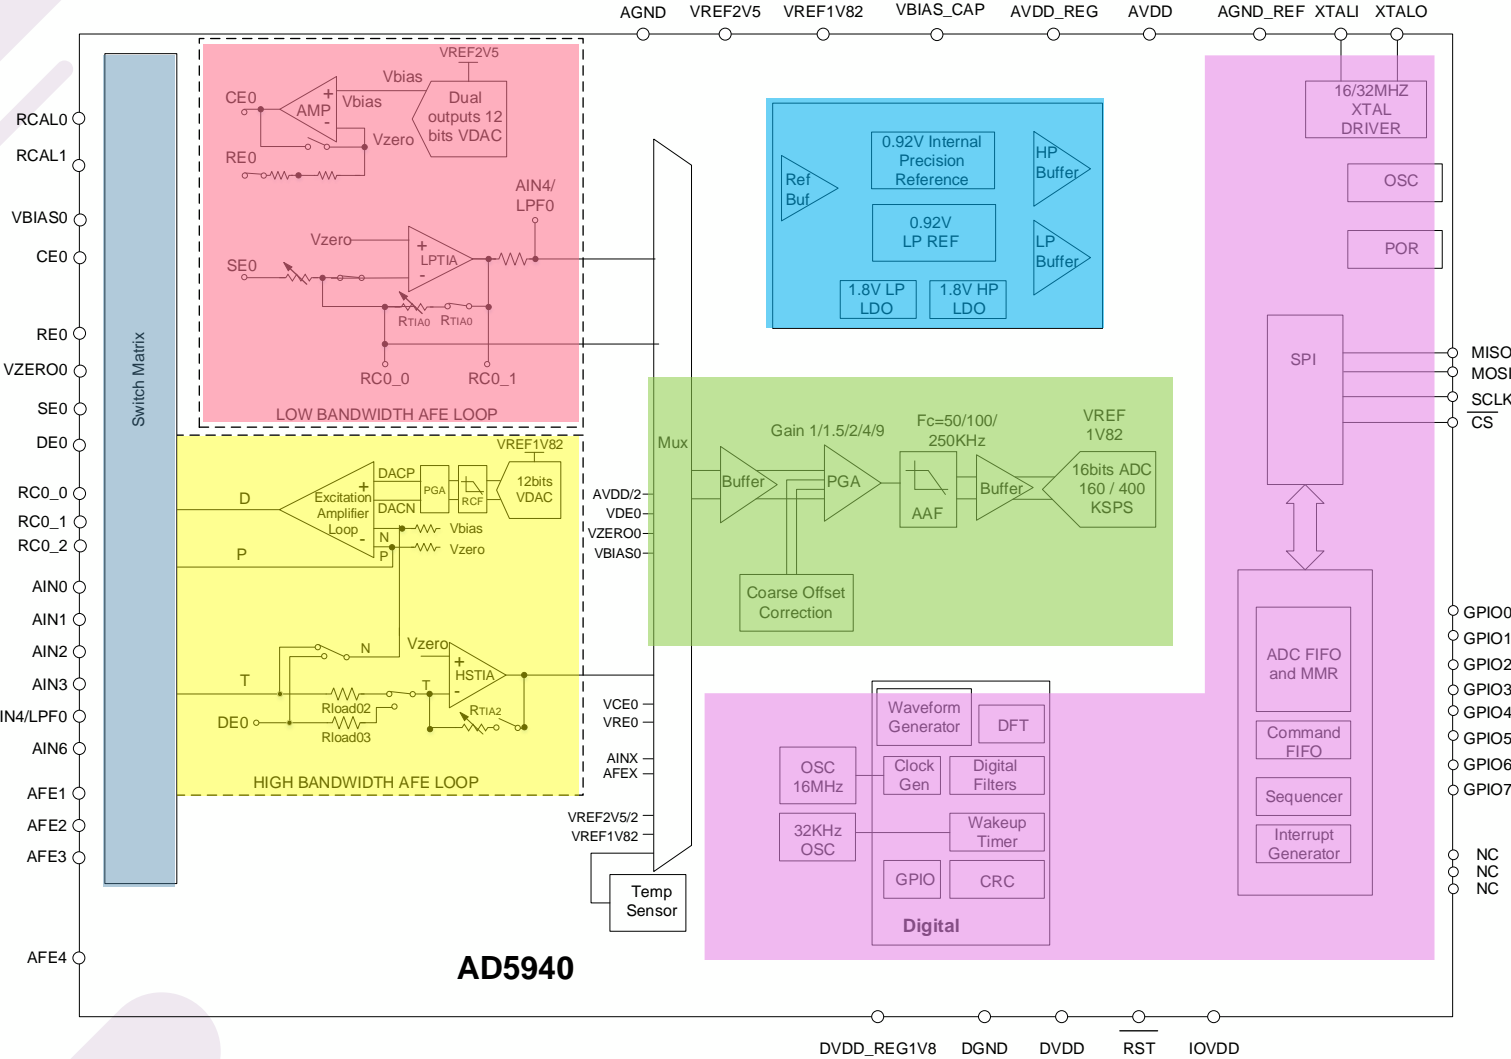 AGND VREF2V5 VREF1V82 VBIAS_CAP AVDD_REG AVDD AGND_REF XTALI XTALO
RCAL0
RCAL1
VBIAS0
CE0
RE0
VZERO0
SE0
DE0
RC0_0
RC0_1
RC0_2
AIN0
AIN1
AIN2
AIN3
IN4/LPF0
AIN6
AFE1
AFE2
AFE3
AFE4
Switch Matrix
VREF2V5
Vbias
CE0
AMP
+
-
Vbias
Dual
outputs 12
bits VDAC
Vzero
RE0
AIN4/
LPF0
Vzero
+
LPTIA
-
SE0
RTIA0 RTIA0
RC0_0 RC0_1
LOW BANDWIDTH AFE LOOP
VREF1V82
D
+
Excitation
Amplifier
Loop
-
DACP
DACN
PGA
RCF
12bits
VDAC
N
P
Vbias
Vzero
P
N
Vzero
+
HSTIA
-
T
T
Rload02
DE0
Rload03
RTIA2
HIGH BANDWIDTH AFE LOOP
Mux
AVDD/2
VDE0
VZERO0
VBIAS0
VCE0
VRE0
AINX
AFEX
VREF2V5/2
VREF1V82
Temp
Sensor
Ref
Buf
0.92V Internal
Precision
Reference
HP
Buffer
0.92V
LP REF
LP
Buffer
1.8V LP
LDO
1.8V HP
LDO
Gain 1/1.5/2/4/9
Fc=50/100/
250KHz
VREF
1V82
Buffer
PGA
AAF
Buffer
16bits ADC
160 / 400
KSPS
Coarse Offset
Correction
16/32MHZ
XTAL
DRIVER
OSC
POR
SPI
MISO
MOSI
SCLK
CS
ADC FIFO
and MMR
Command
FIFO
Sequencer
Interrupt
Generator
Waveform
Generator
DFT
OSC
16MHz
Clock
Gen
Digital
Filters
32KHz
OSC
Wakeup
Timer
GPIO
CRC
Digital
GPIO0
GPIO1
GPIO2
GPIO3
GPIO4
GPIO5
GPIO6
GPIO7
NC
NC
NC
AD5940
DVDD_REG1V8 DGND DVDD RST IOVDD